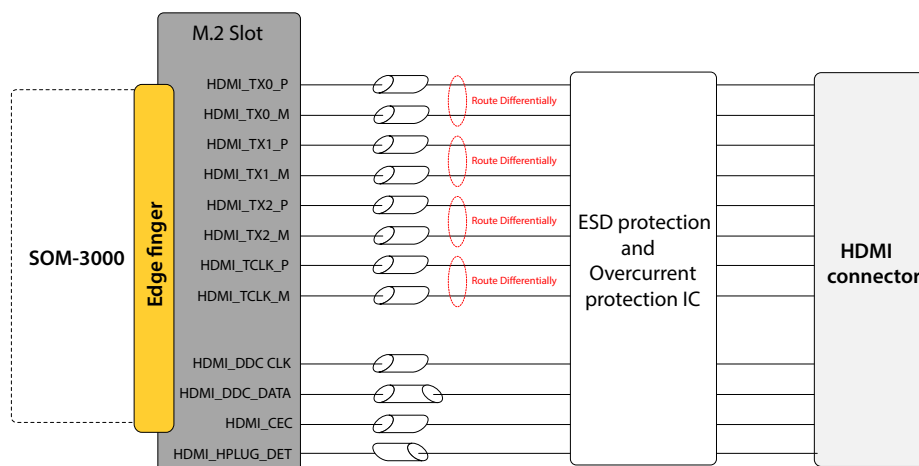 M.2 Slot
HDMI_TX0_P
HDMI_TX0_M
HDMI_TX1_P
HDMI_TX1_M
HDMI_TX2_P
HDMI_TX2_M
HDMI_TCLK_P
HDMI_TCLK_M
HDMI_DDC CLK
HDMI_DDC_DATA
HDMI_CEC
HDMI_HPLUG_DET
SOM-3000
Edge finger
Route Differentially
Route Differentially
Route Differentially
Route Differentially
ESD protection
and
Overcurrent
protection IC
HDMI
connector